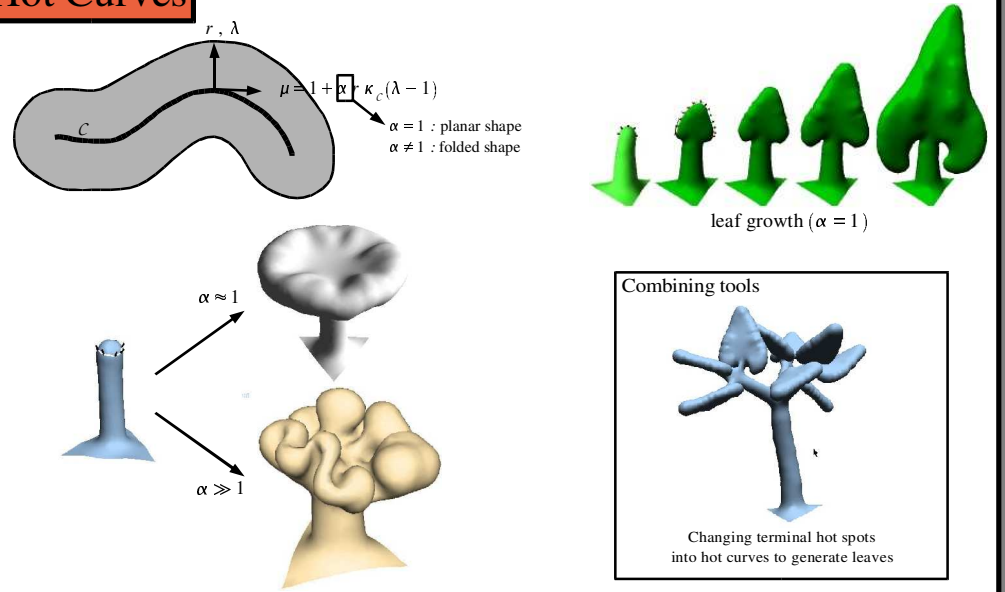 Hot Curves
r , λ
μ = 1 + α r κ_C (λ − 1)
C
α = 1 : planar shape
α ≠ 1 : folded shape
leaf growth (α = 1)
α ≈ 1
α ≫ 1
Combining tools
Changing terminal hot spots
into hot curves to generate leaves